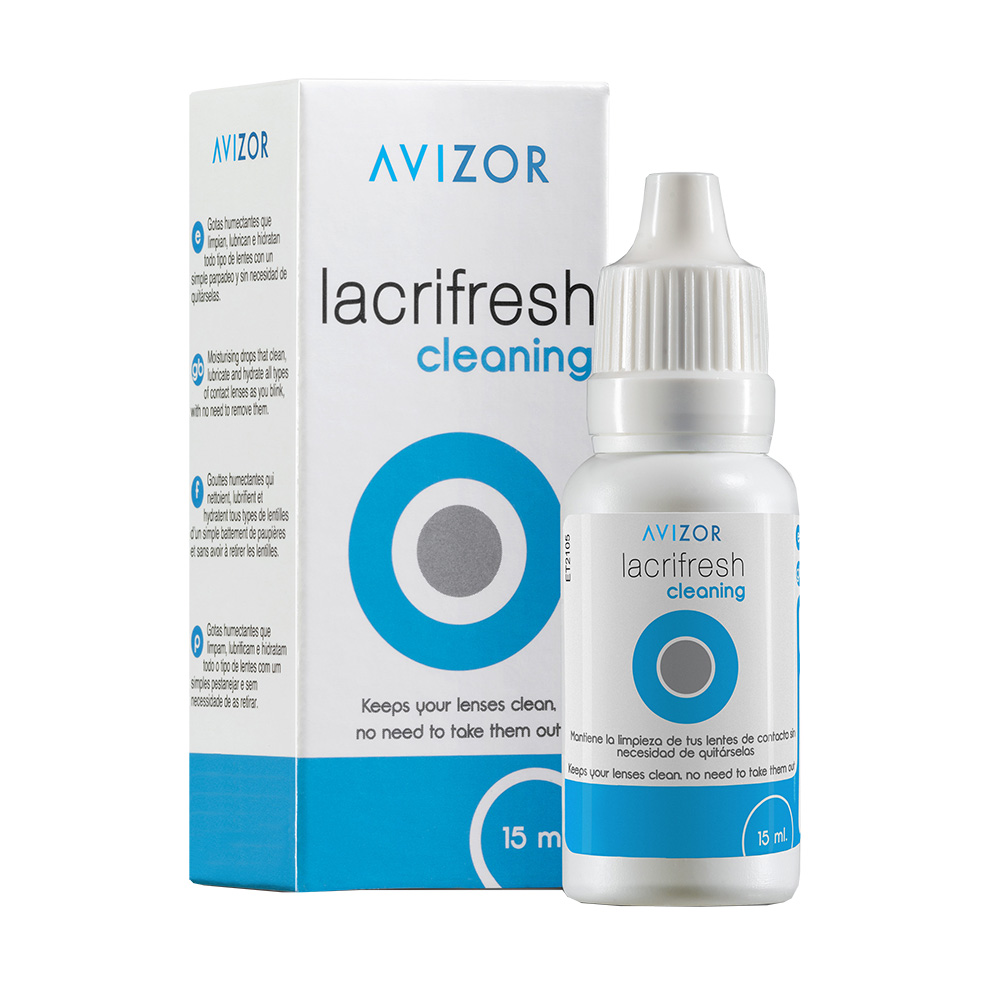 AVIZOR
e
Gotas humectantes que
limpian, lubrican e hidratan
todo tipo de lentes con un
simple parpadeo y sin necesidad de
quitárselas.
gb
Moisturising drops that clean,
lubricate and hydrate all types
of contact lenses as you blink,
with no need to remove them.
f
Gouttes humectantes qui
nettoient, lubrifient et
hydratent tous types de lentilles
d'un simple battement de paupières
et sans avoir à retirer les lentilles.
p
Gotas humectantes que
limpam, lubrificam e hidratam
todo o tipo de lentes com um
simples pestanejar e sem
necessidade de as retirar.
AVIZOR
lacrifresh
cleaning
Keeps your lenses clean,
no need to take them out
15 m
ET2105
AVIZOR
lacrifresh
cleaning
Mantiene la limpieza de tus lentes de contacto sin
necesidad de quitárselas
Keeps your lenses clean, no need to take them out
15 ml.